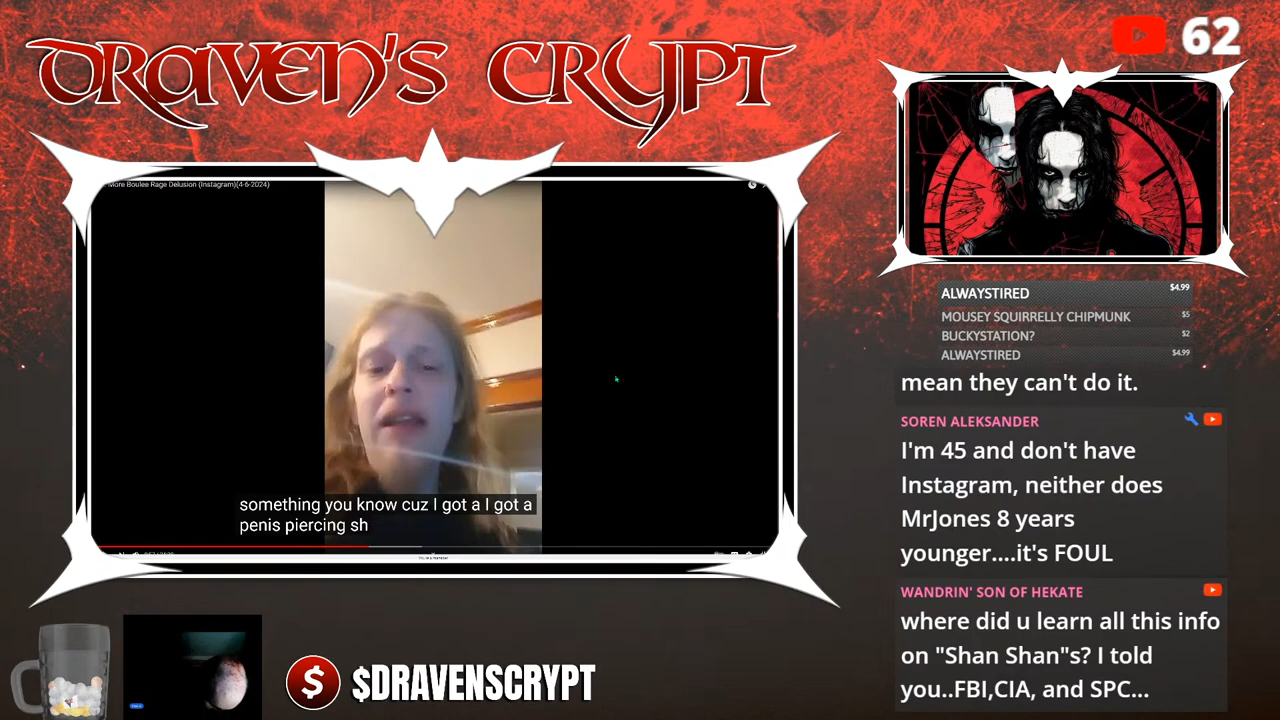 DRAVEN'S CRYPT
62
More Boulee Rage Delusion (Instagram)(4-6-2024)
something you know cuz I got a I got a
penis piercing sh
ALWAYSTIRED $4.99
MOUSEY SQUIRRELLY CHIPMUNK $5
BUCKYSTATION? $2
ALWAYSTIRED $4.99
mean they can't do it.
SOREN ALEKSANDER
I'm 45 and don't have
Instagram, neither does
MrJones 8 years
younger....it's FOUL
WANDRIN' SON OF HEKATE
where did u learn all this info
on "Shan Shan"s? I told
you..FBI,CIA, and SPC...
$ $DRAVENSCRYPT